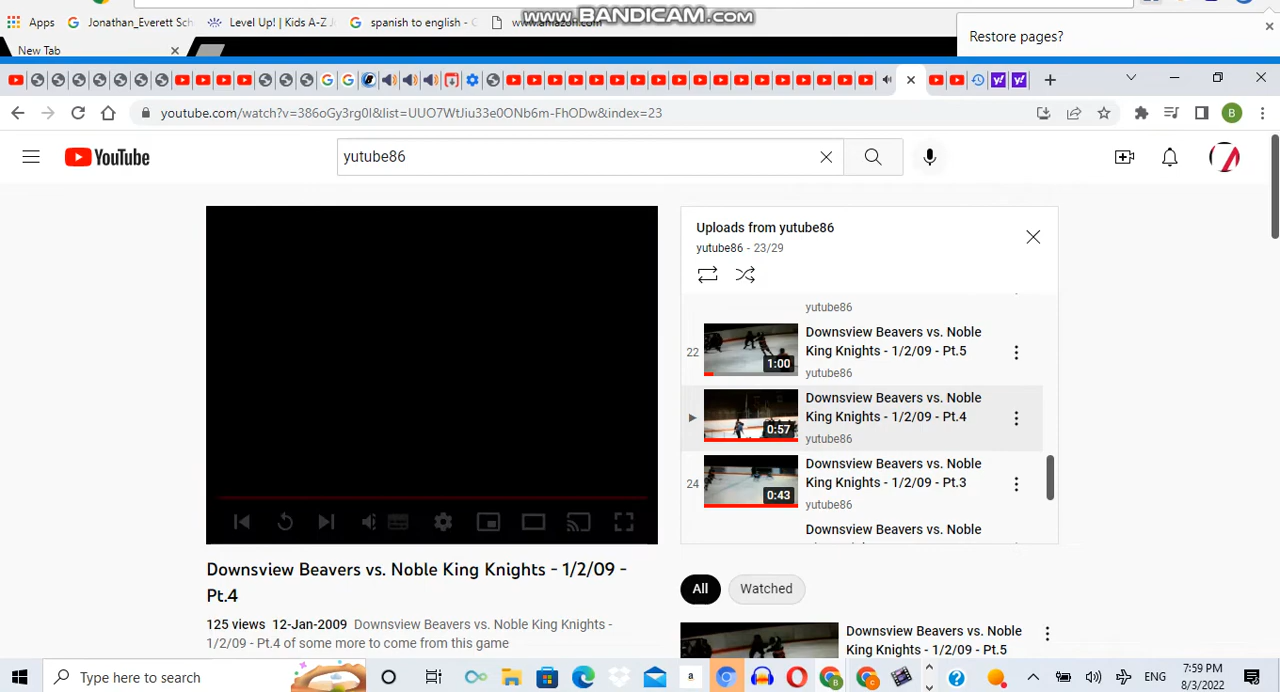 www.BANDICAM.com
Apps
Jonathan_Everett Sch
Level Up! | Kids A-Z
spanish to english -
www.amazon.com
Restore pages?
New Tab
youtube.com/watch?v=386oGy3rg0I&list=UUO7WtJiu33e0ONb6m-FhODw&index=23
B
YouTube
yutube86
Uploads from yutube86
yutube86 - 23/29
yutube86
22
1:00
Downsview Beavers vs. Noble
King Knights - 1/2/09 - Pt.5
yutube86
0:57
Downsview Beavers vs. Noble
King Knights - 1/2/09 - Pt.4
yutube86
24
0:43
Downsview Beavers vs. Noble
King Knights - 1/2/09 - Pt.3
yutube86
Downsview Beavers vs. Noble
Downsview Beavers vs. Noble King Knights - 1/2/09 -
Pt.4
125 views 12-Jan-2009 Downsview Beavers vs. Noble King Knights -
1/2/09 - Pt.4 of some more to come from this game
All
Watched
Downsview Beavers vs. Noble
King Knights - 1/2/09 - Pt.5
Type here to search
ENG
7:59 PM
8/3/2022